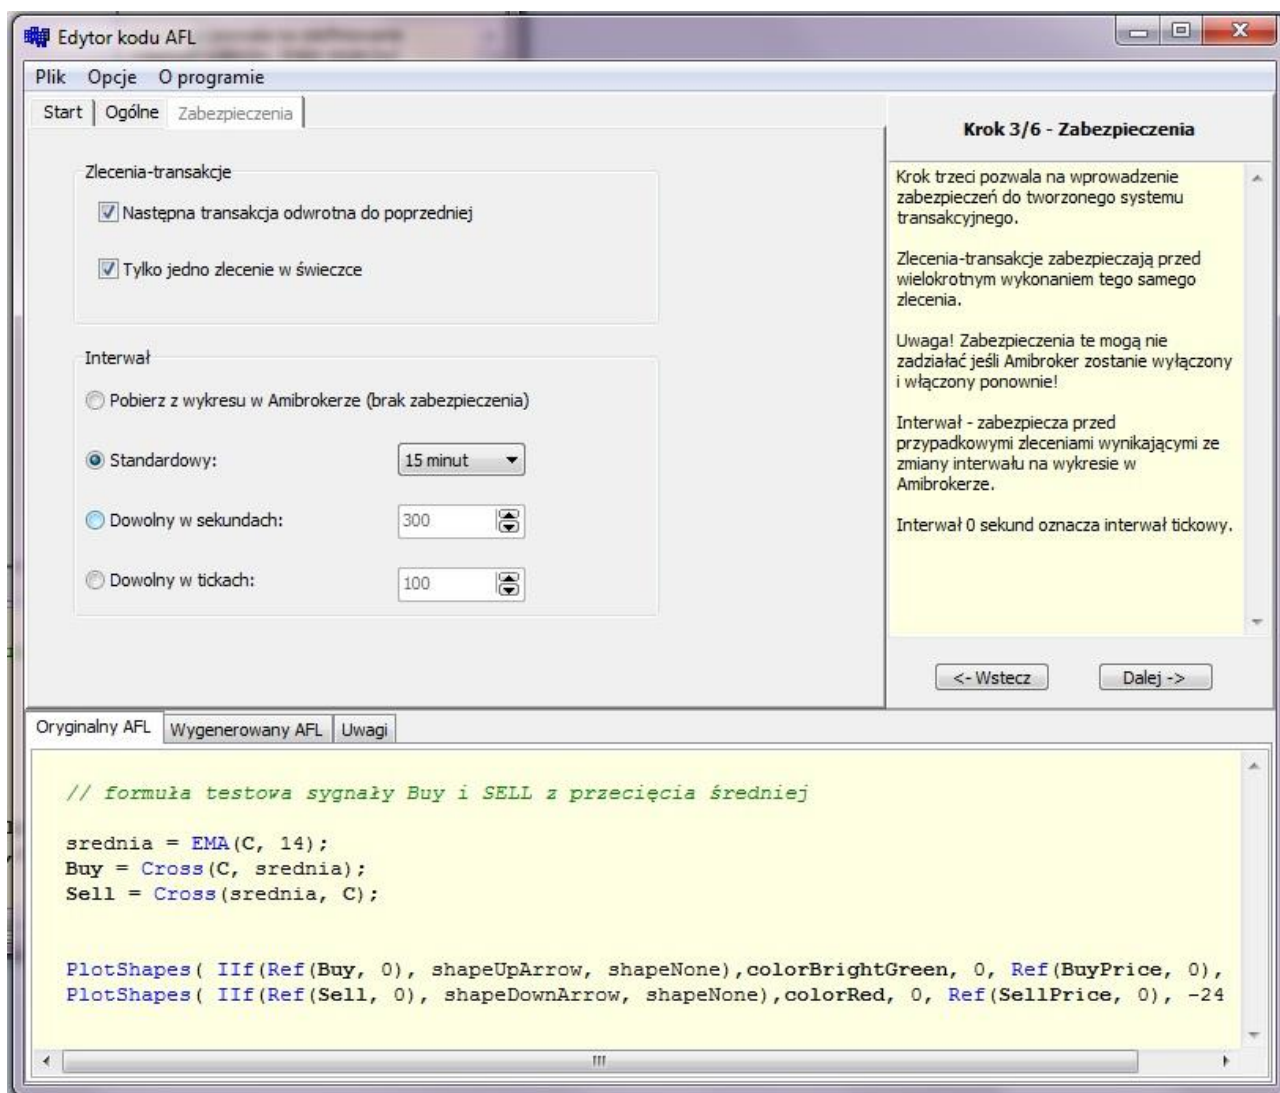 Edytor kodu AFL
Plik Opcje O programie
Start Ogólne Zabezpieczenia
Zlecenia-transakcje
Następna transakcja odwrotna do poprzedniej
Tylko jedno zlecenie w świeczce
Interwał
Pobierz z wykresu w Amibrokerze (brak zabezpieczenia)
Standardowy: 15 minut
Dowolny w sekundach: 300
Dowolny w tickach: 100
Krok 3/6 - Zabezpieczenia
Krok trzeci pozwala na wprowadzenie
zabezpieczeń do tworzonego systemu
transakcyjnego.
Zlecenia-transakcje zabezpieczają przed
wielokrotnym wykonaniem tego samego
zlecenia.
Uwaga! Zabezpieczenia te mogą nie
zadziałać jeśli Amibroker zostanie wyłączony
i włączony ponownie!
Interwał - zabezpiecza przed
przypadkowymi zleceniami wynikającymi ze
zmiany interwału na wykresie w
Amibrokerze.
Interwał 0 sekund oznacza interwał tickowy.
<- Wstecz Dalej ->
Oryginalny AFL Wygenerowany AFL Uwagi
// formuła testowa sygnały Buy i SELL z przecięcia średniej
srednia = EMA(C, 14);
Buy = Cross(C, srednia);
Sell = Cross(srednia, C);
PlotShapes( IIf(Ref(Buy, 0), shapeUpArrow, shapeNone),colorBrightGreen, 0, Ref(BuyPrice, 0),
PlotShapes( IIf(Ref(Sell, 0), shapeDownArrow, shapeNone),colorRed, 0, Ref(SellPrice, 0), -24